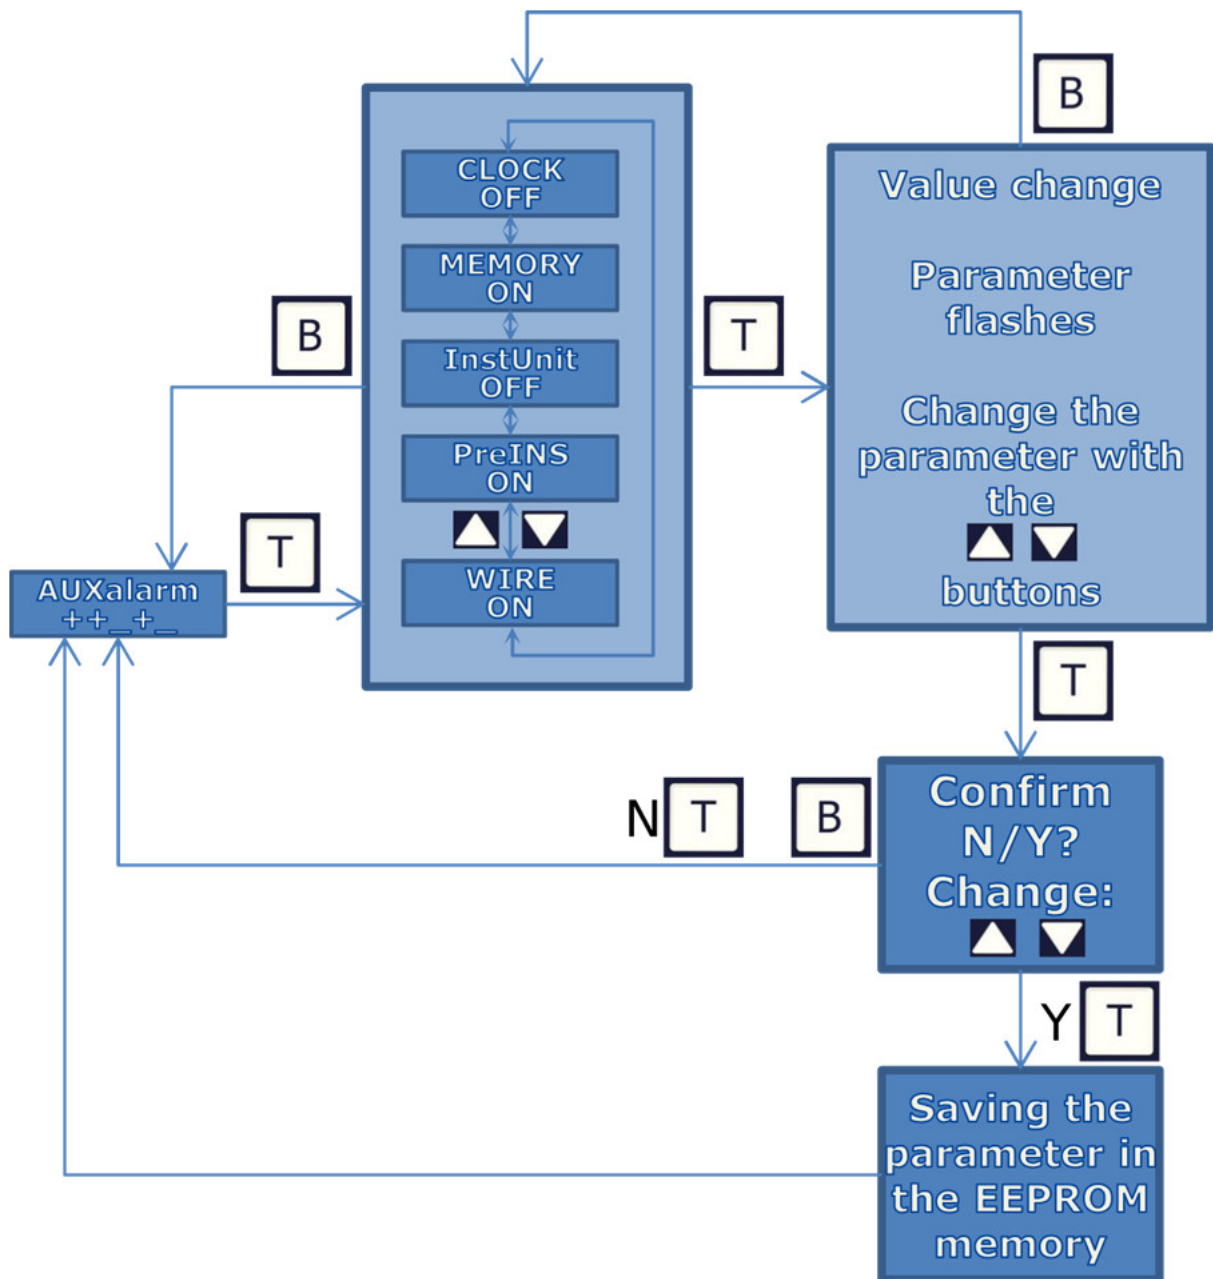 B
CLOCK
OFF
MEMORY
ON
InstUnit
OFF
PreINS
ON
WIRE
ON
B
T
T
AUXalarm
++_+_
Value change
Parameter
flashes
Change the
parameter with
the
buttons
T
Confirm
N/Y?
Change:
N T B
Y T
Saving the
parameter in
the EEPROM
memory